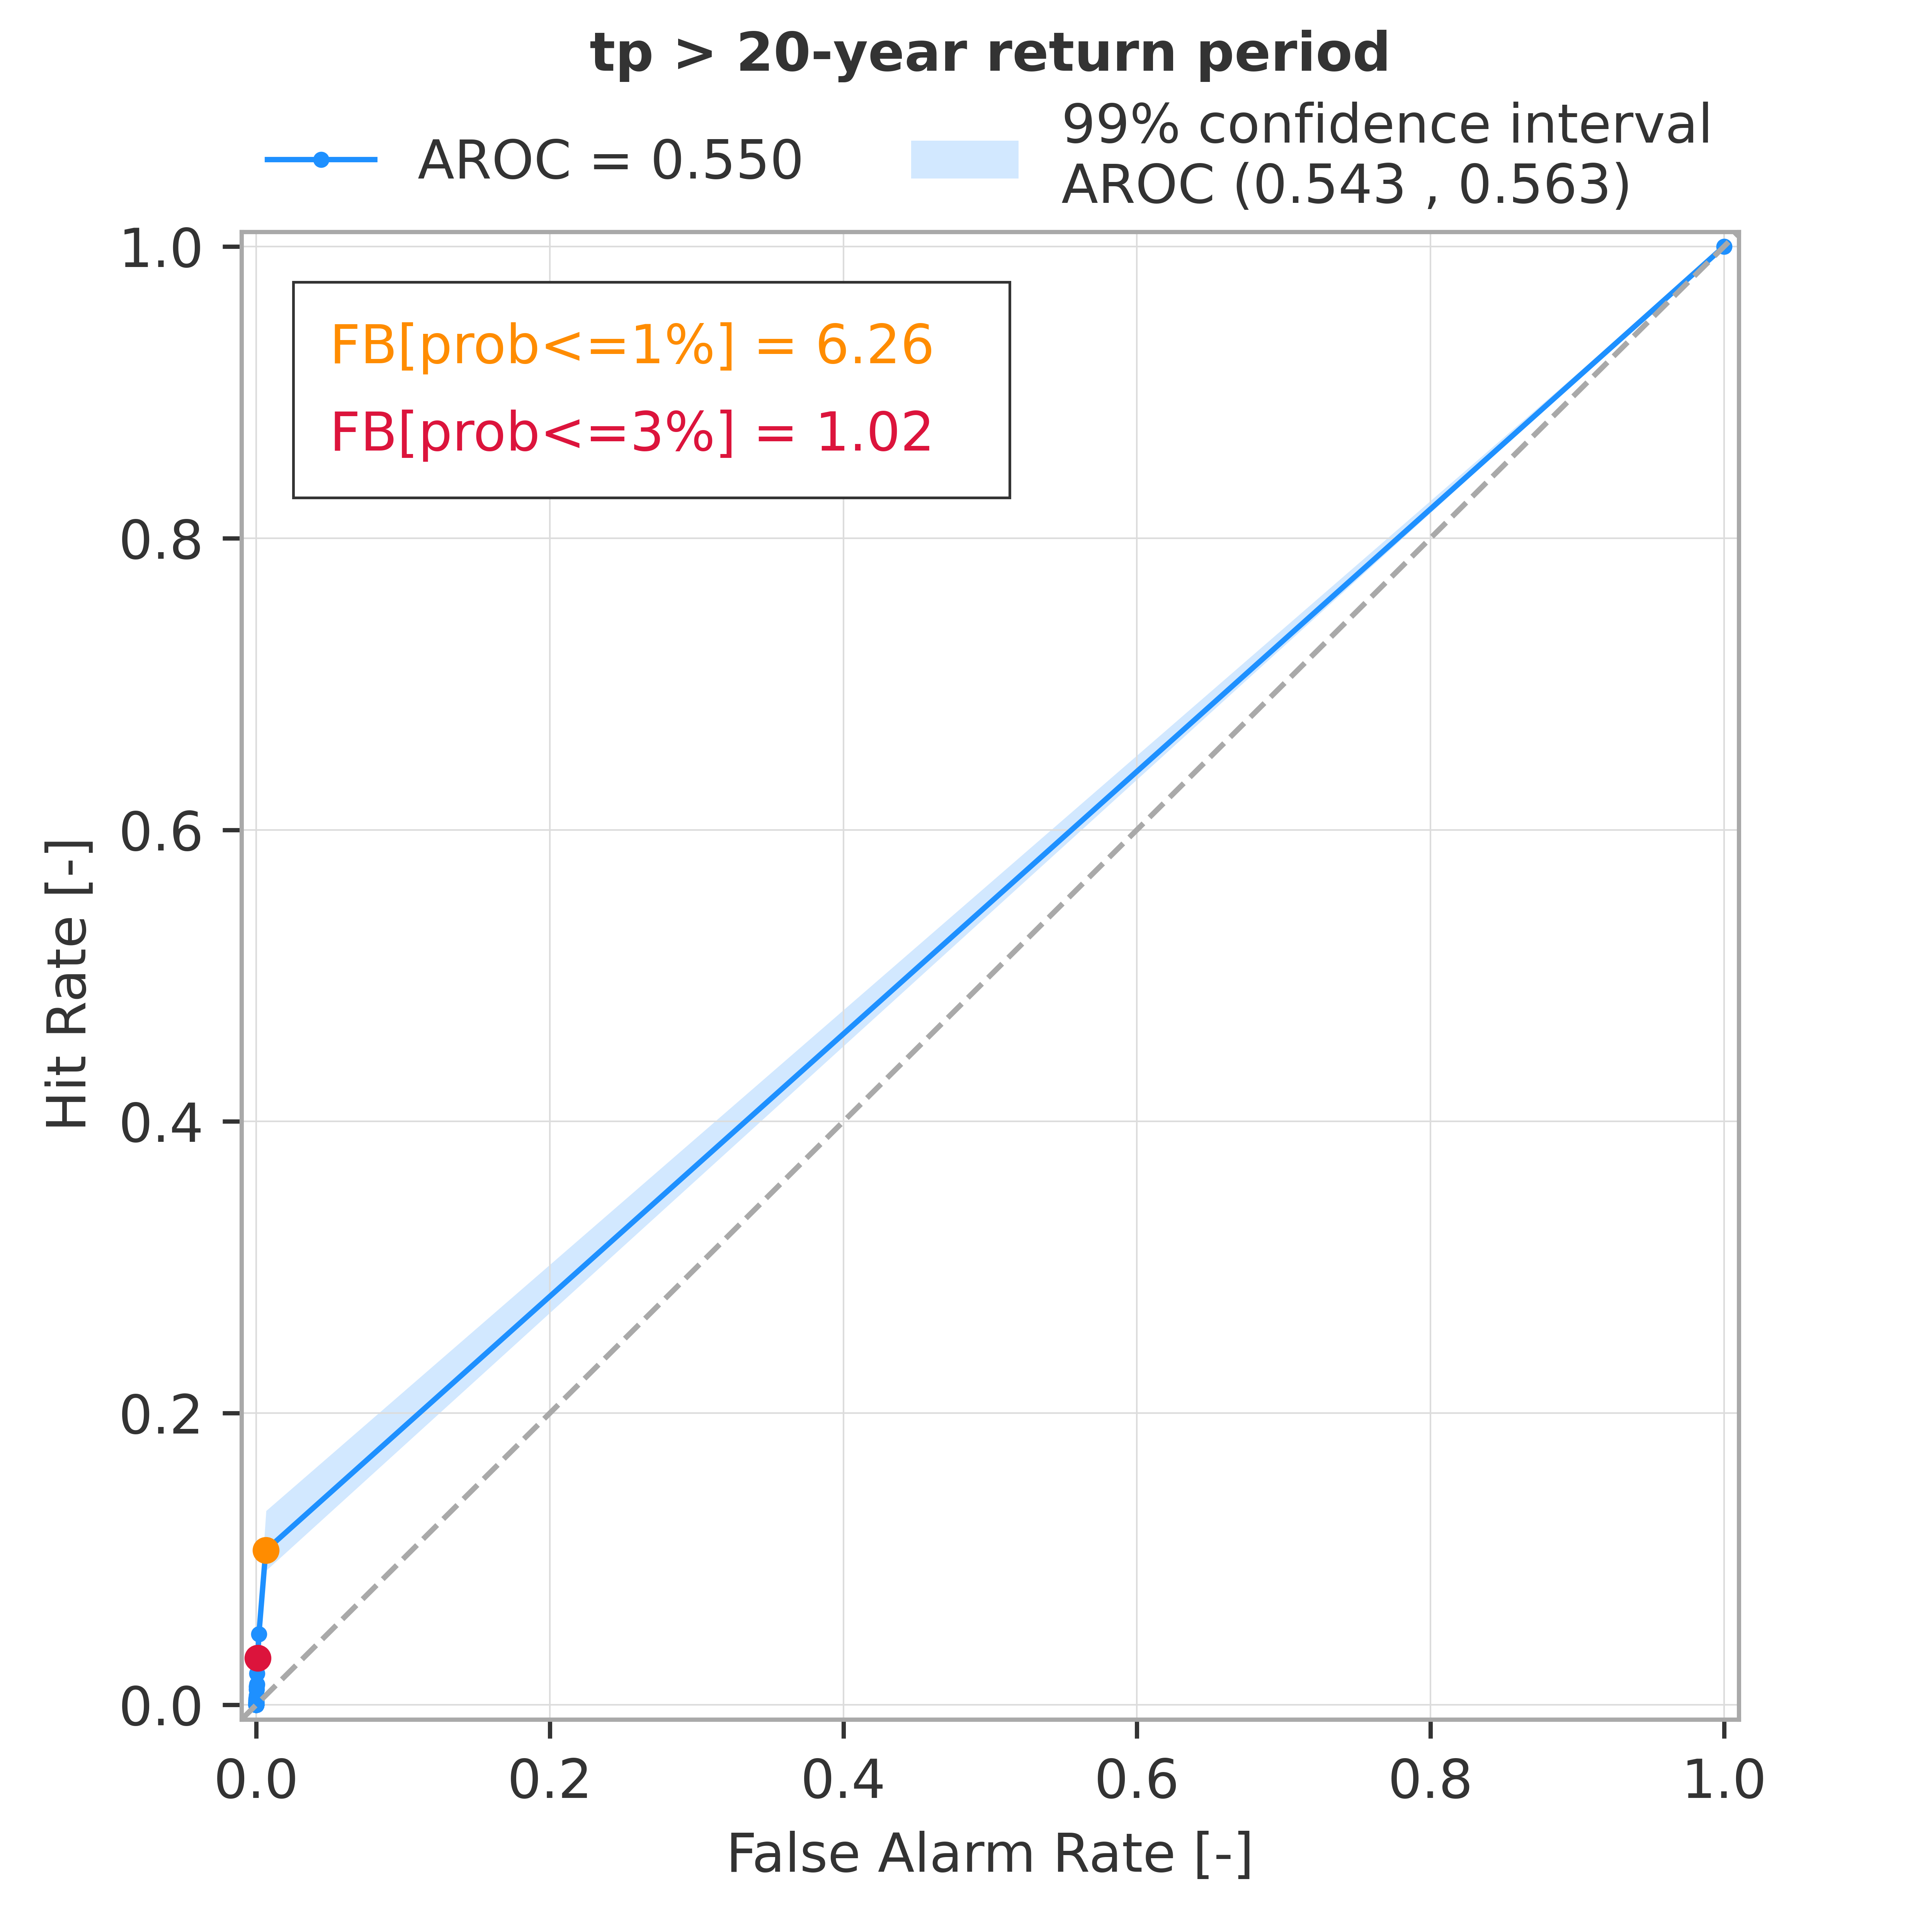 tp > 20-year return period
AROC = 0.550
99% confidence interval
AROC (0.543 , 0.563)
FB[prob<=1%] = 6.26
FB[prob<=3%] = 1.02
1.0
0.8
0.6
0.4
0.2
0.0
Hit Rate [-]
0.0 0.2 0.4 0.6 0.8 1.0
False Alarm Rate [-]